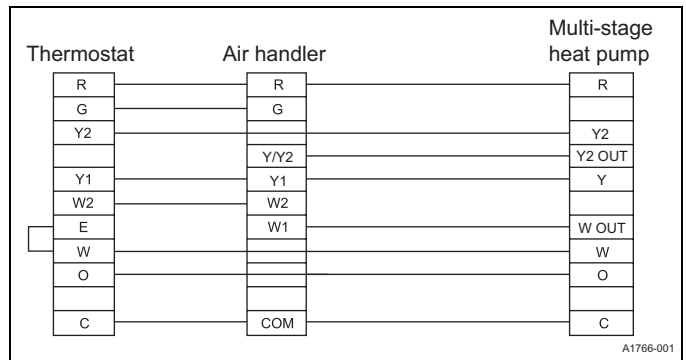 Multi-stage
Thermostat Air handler heat pump
R R R
G G
Y2 Y2
Y/Y2 Y2 OUT
Y1 Y1 Y
W2 W2
E W1 W OUT
W W
O O
C COM C
A1766-001